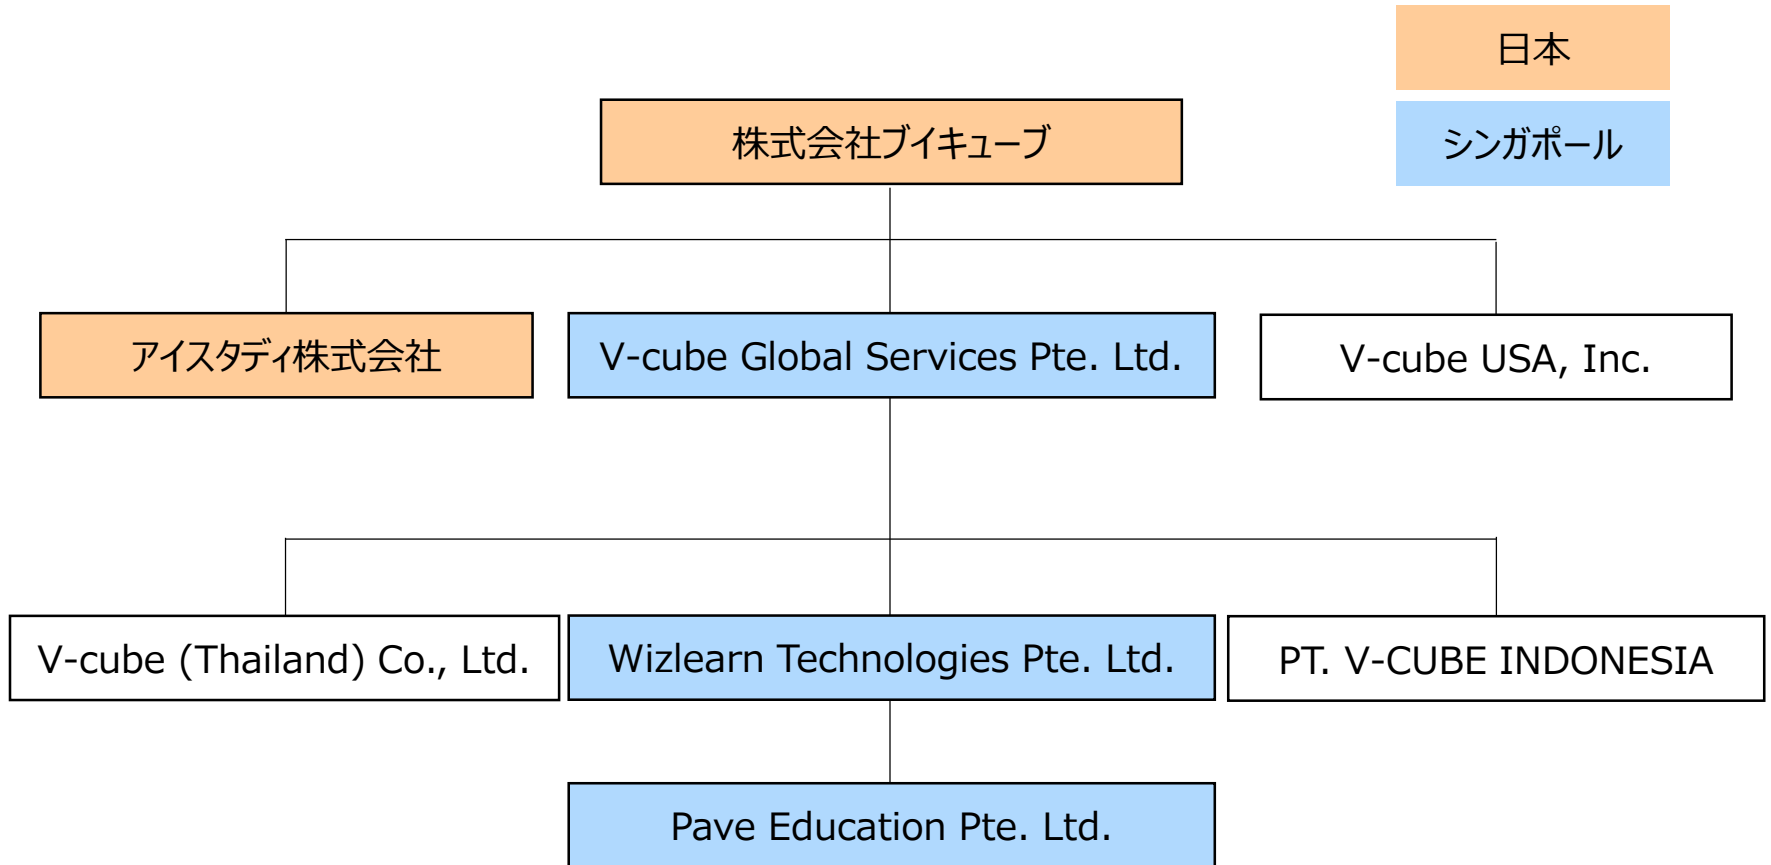 日本
株式会社ブイキューブ
シンガポール
アイスタディ株式会社
V-cube Global Services Pte. Ltd.
V-cube USA, Inc.
V-cube (Thailand) Co., Ltd.
Wizlearn Technologies Pte. Ltd.
PT. V-CUBE INDONESIA
Pave Education Pte. Ltd.